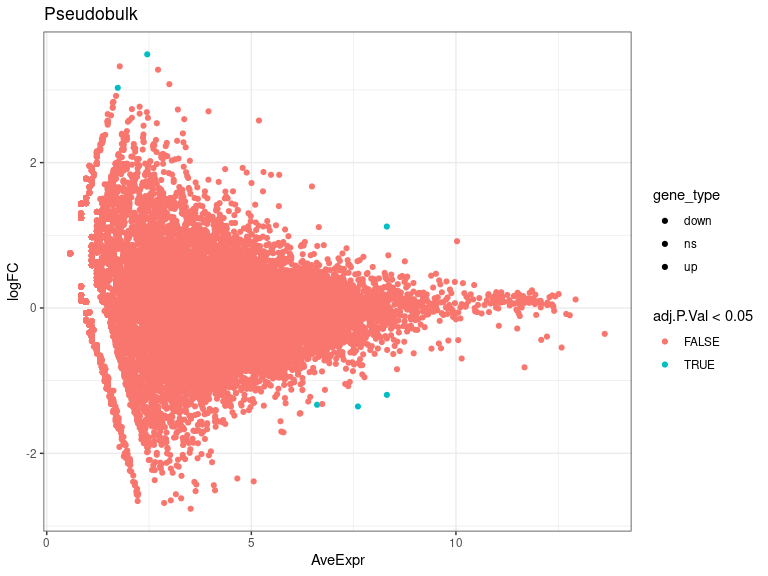 Pseudobulk
logFC
2
0
-2
0
5
10
AveExpr
gene_type
down
ns
up
adj.P.Val < 0.05
FALSE
TRUE